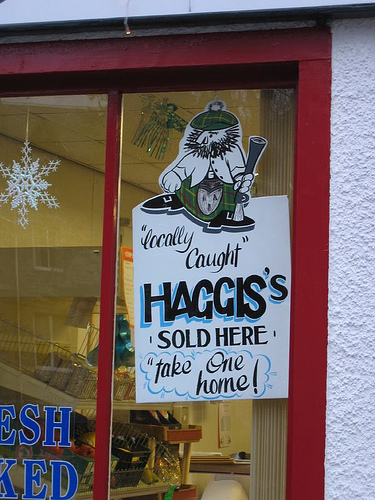 "Locally
Caught"
HAGGIS's
SOLD HERE
"Take One
home!
ESH
KED